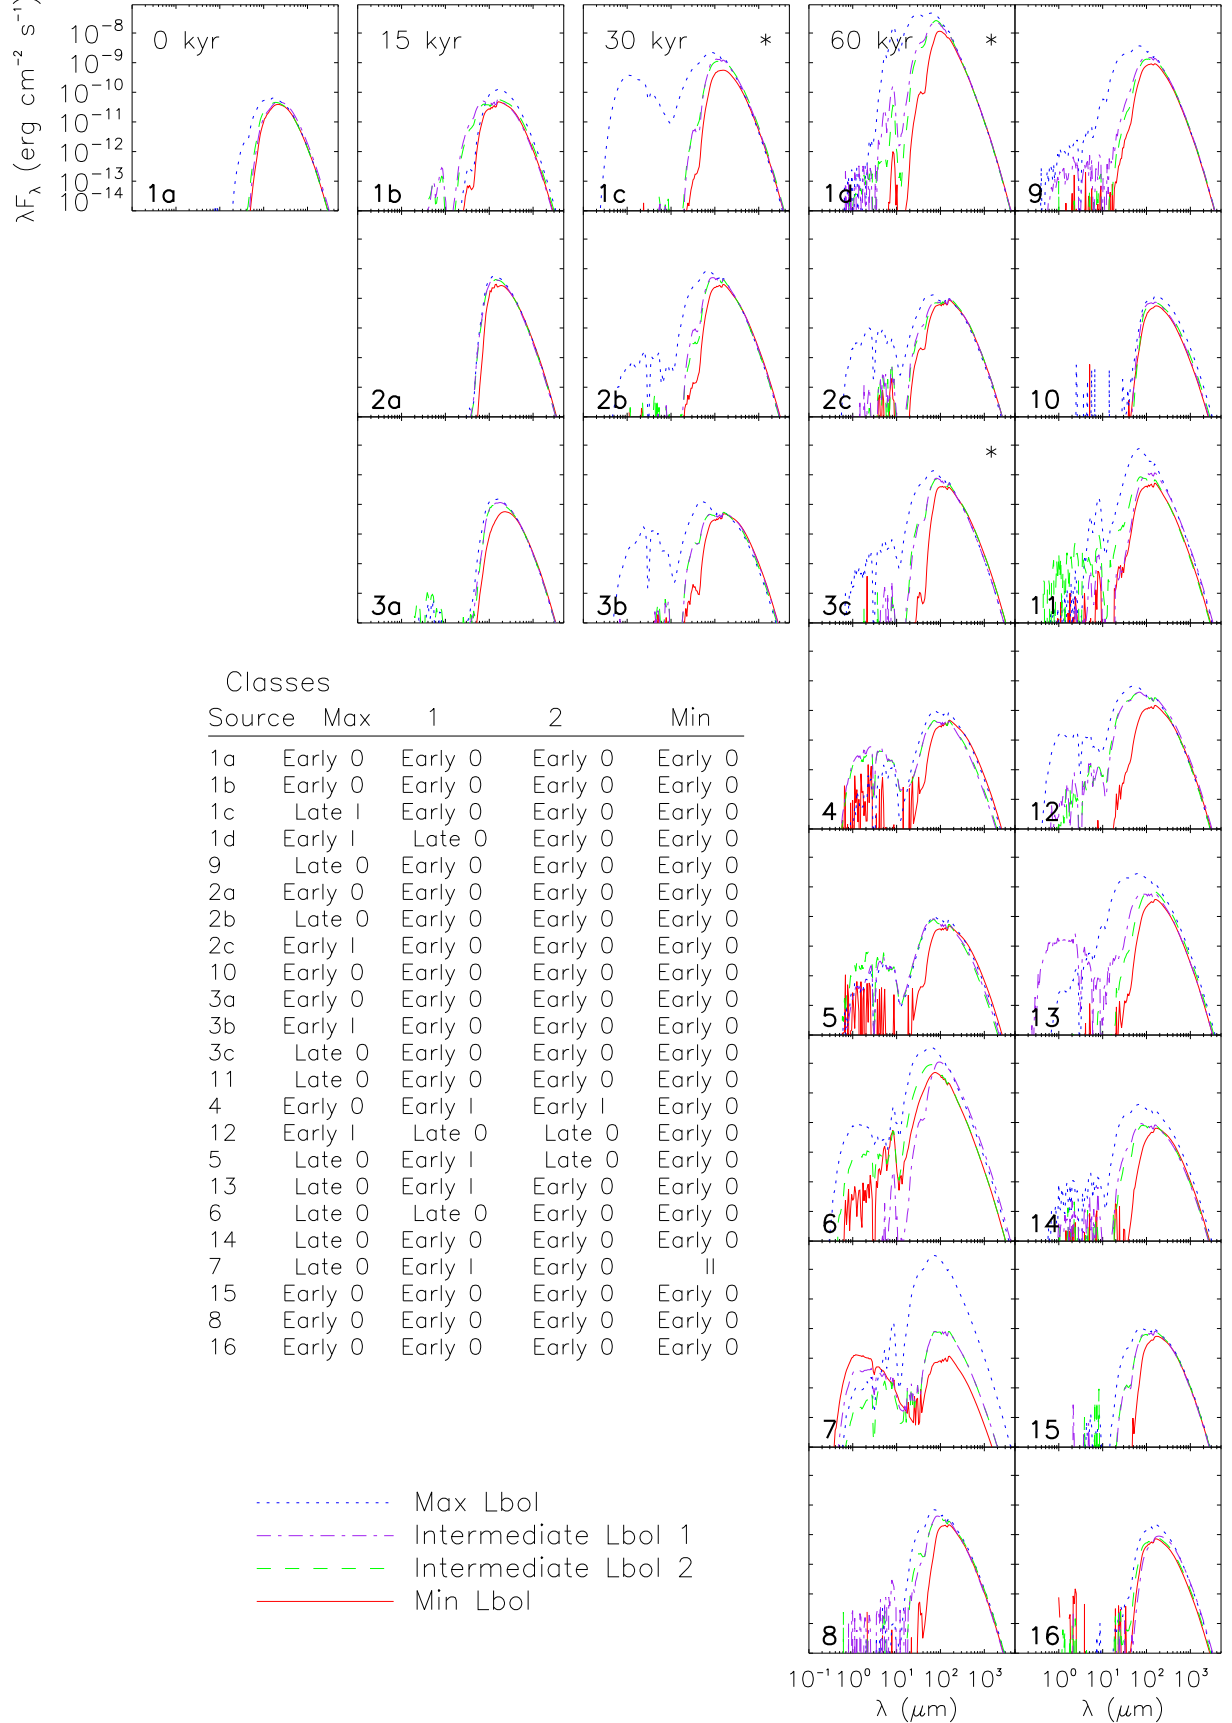 λFλ (erg cm⁻² s⁻¹)
10⁻⁸
10⁻⁹
10⁻¹⁰
10⁻¹¹
10⁻¹²
10⁻¹³
10⁻¹⁴
0 kyr
15 kyr
30 kyr *
60 kyr *
1a
1b
1c
1d
9
2a
2b
2c
10
*
3a
3b
3c
11
4
12
5
13
6
14
7
15
8
16
Classes
Source Max 1 2 Min
1a Early 0 Early 0 Early 0 Early 0
1b Early 0 Early 0 Early 0 Early 0
1c Late I Early 0 Early 0 Early 0
1d Early I Late 0 Early 0 Early 0
9 Late 0 Early 0 Early 0 Early 0
2a Early 0 Early 0 Early 0 Early 0
2b Late 0 Early 0 Early 0 Early 0
2c Early I Early 0 Early 0 Early 0
10 Early 0 Early 0 Early 0 Early 0
3a Early 0 Early 0 Early 0 Early 0
3b Early I Early 0 Early 0 Early 0
3c Late 0 Early 0 Early 0 Early 0
11 Late 0 Early 0 Early 0 Early 0
4 Early 0 Early I Early I Early 0
12 Early I Late 0 Late 0 Early 0
5 Late 0 Early I Late 0 Early 0
13 Late 0 Early I Early 0 Early 0
6 Late 0 Late 0 Early 0 Early 0
14 Late 0 Early 0 Early 0 Early 0
7 Late 0 Early I Early 0 II
15 Early 0 Early 0 Early 0 Early 0
8 Early 0 Early 0 Early 0 Early 0
16 Early 0 Early 0 Early 0 Early 0
Max Lbol
Intermediate Lbol 1
Intermediate Lbol 2
Min Lbol
10⁻¹ 10⁰ 10¹ 10² 10³
10⁰ 10¹ 10² 10³
λ (μm)
λ (μm)